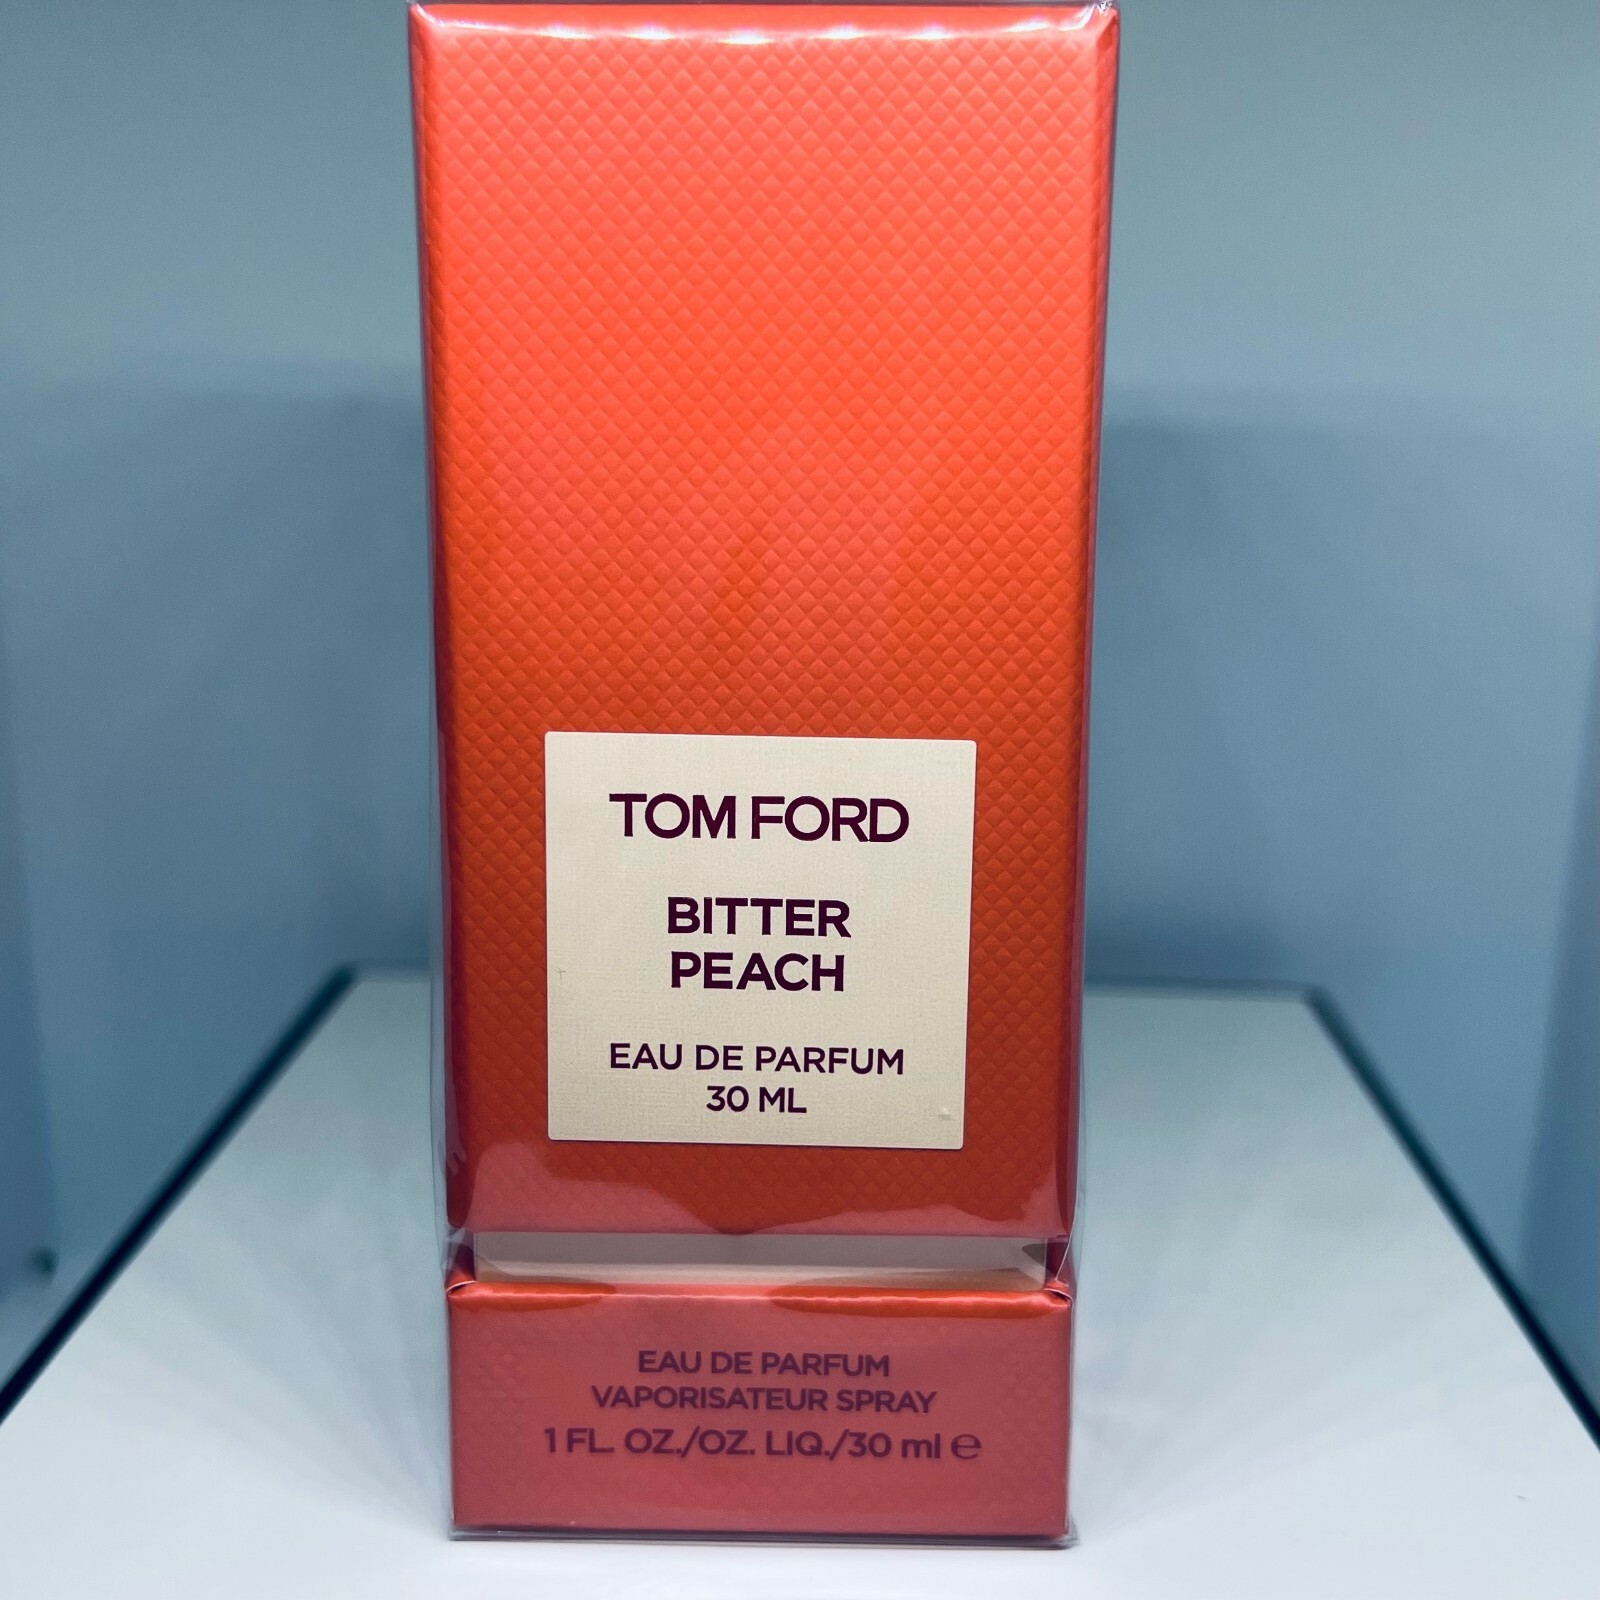 TOM FORD
BITTER
PEACH
EAU DE PARFUM
30 ML
EAU DE PARFUM
VAPORISATEUR SPRAY
1 FL. OZ./OZ. LIQ./30 ml ℮